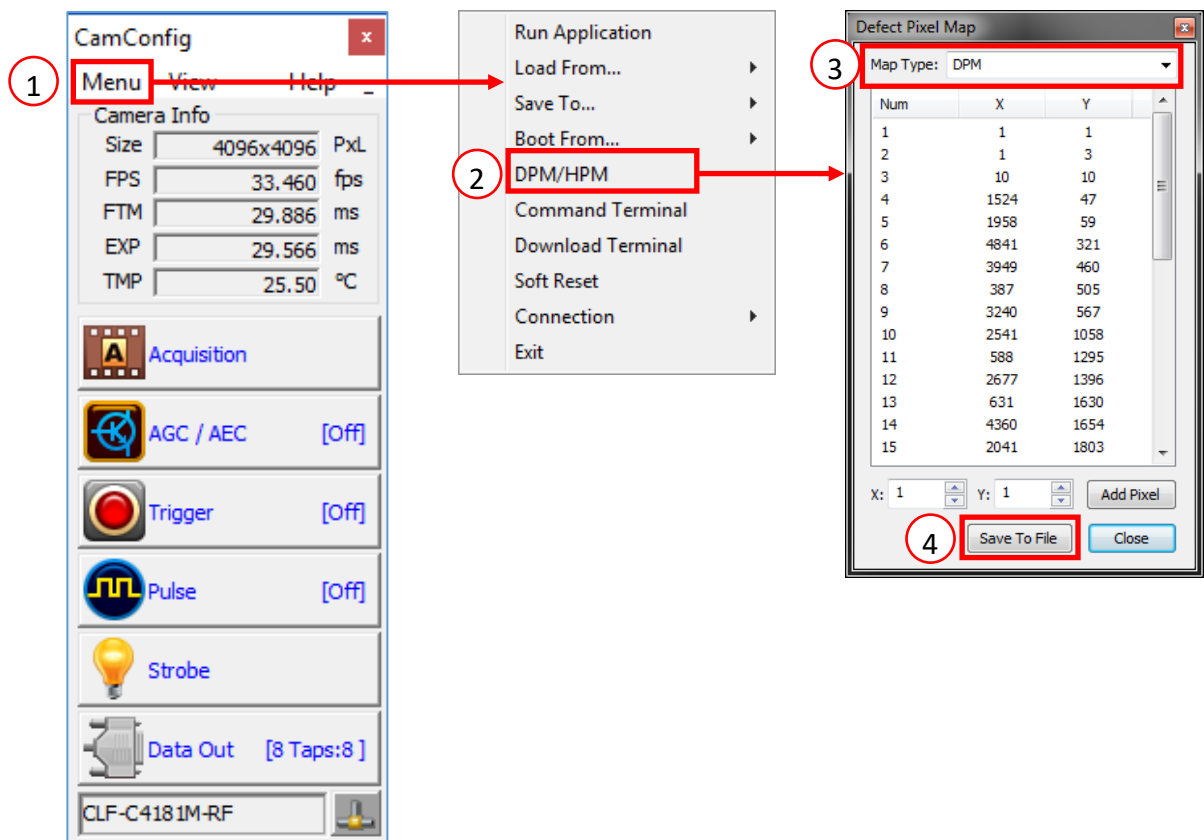 CamConfig
x
1
Menu View Help
Camera Info
Size 4096x4096 PxL
FPS 33.460 fps
FTM 29.886 ms
EXP 29.566 ms
TMP 25.50 ºC
A Acquisition
AGC / AEC [Off]
Trigger [Off]
Pulse [Off]
Strobe
Data Out [8 Taps:8 ]
CLF-C4181M-RF
Run Application
Load From...
Save To...
Boot From...
2 DPM/HPM
Command Terminal
Download Terminal
Soft Reset
Connection
Exit
Defect Pixel Map
x
3 Map Type: DPM
Num X Y
1 1 1
2 1 3
3 10 10
4 1524 47
5 1958 59
6 4841 321
7 3949 460
8 387 505
9 3240 567
10 2541 1058
11 588 1295
12 2677 1396
13 631 1630
14 4360 1654
15 2041 1803
X: 1 Y: 1 Add Pixel
4 Save To File Close